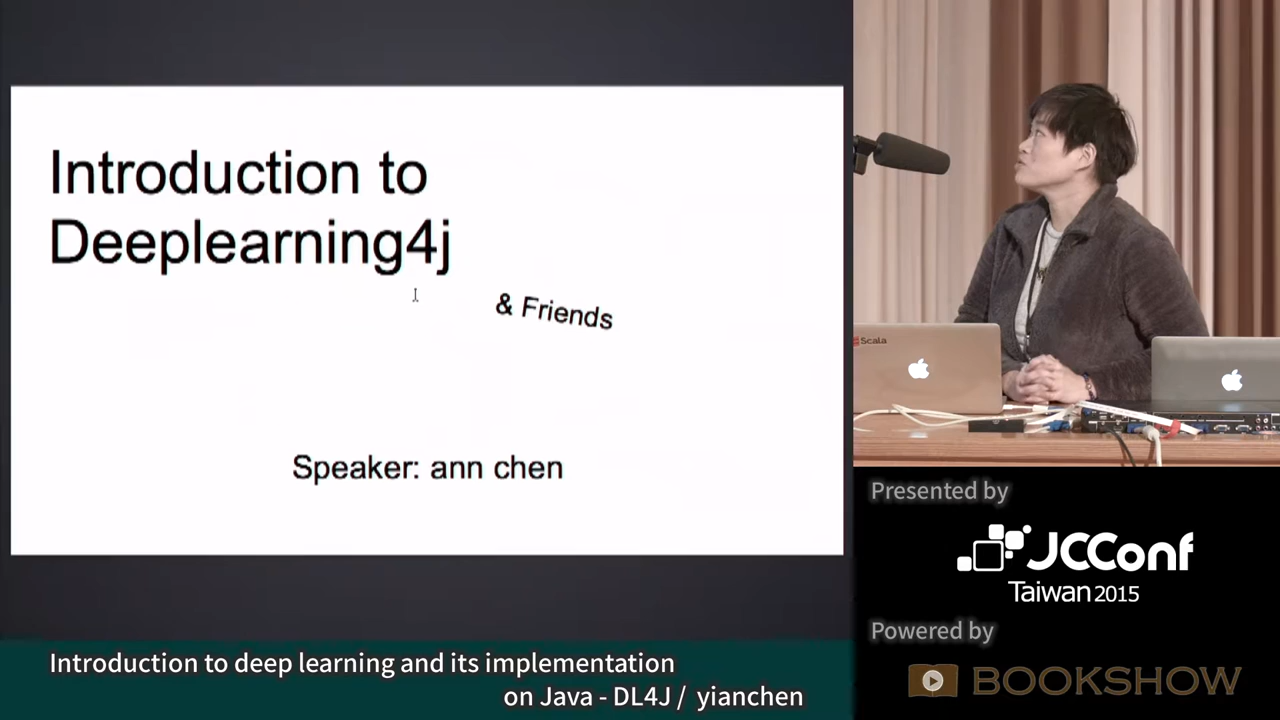 Introduction to
Deeplearning4j
& Friends
Speaker: ann chen
Scala
Presented by
JCConf
Taiwan 2015
Powered by
BOOKSHOW
Introduction to deep learning and its implementation
on Java - DL4J / yianchen